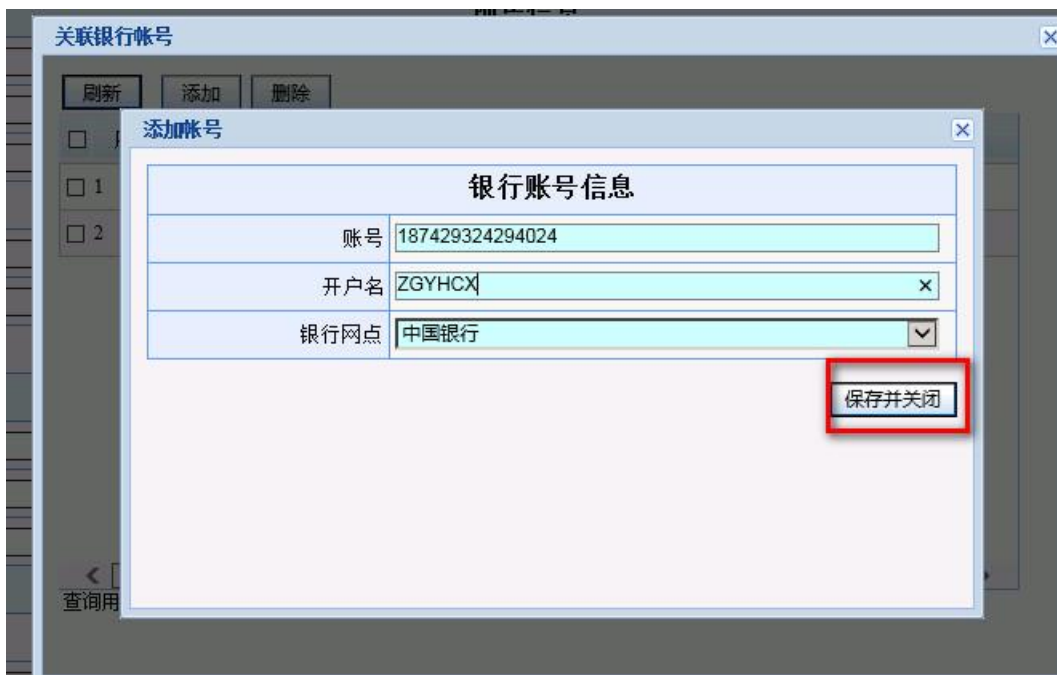 关联银行帐号
刷新 添加 删除
添加帐号
银行账号信息
1
账号 187429324294024
2
开户名 ZGYHCX
银行网点 中国银行
保存并关闭
查询用